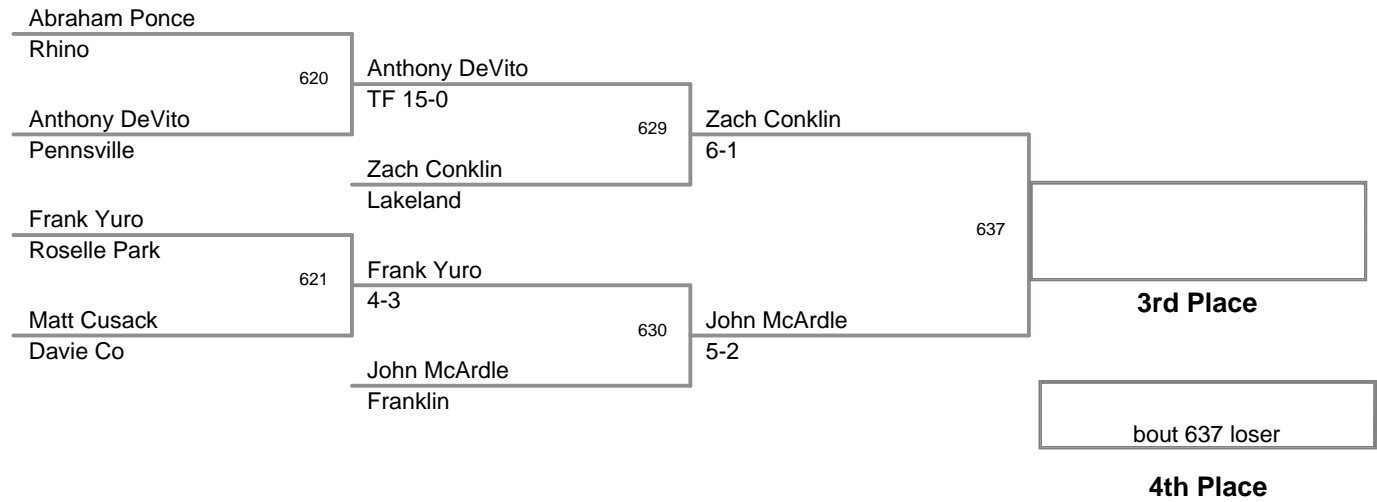 Abraham Ponce
Rhino
620
Anthony DeVito
TF 15-0
Anthony DeVito
Pennsville
629
Zach Conklin
6-1
Zach Conklin
Lakeland
Frank Yuro
Roselle Park
637
621
Frank Yuro
4-3
3rd Place
Matt Cusack
Davie Co
630
John McArdle
5-2
John McArdle
Franklin
bout 637 loser
4th Place